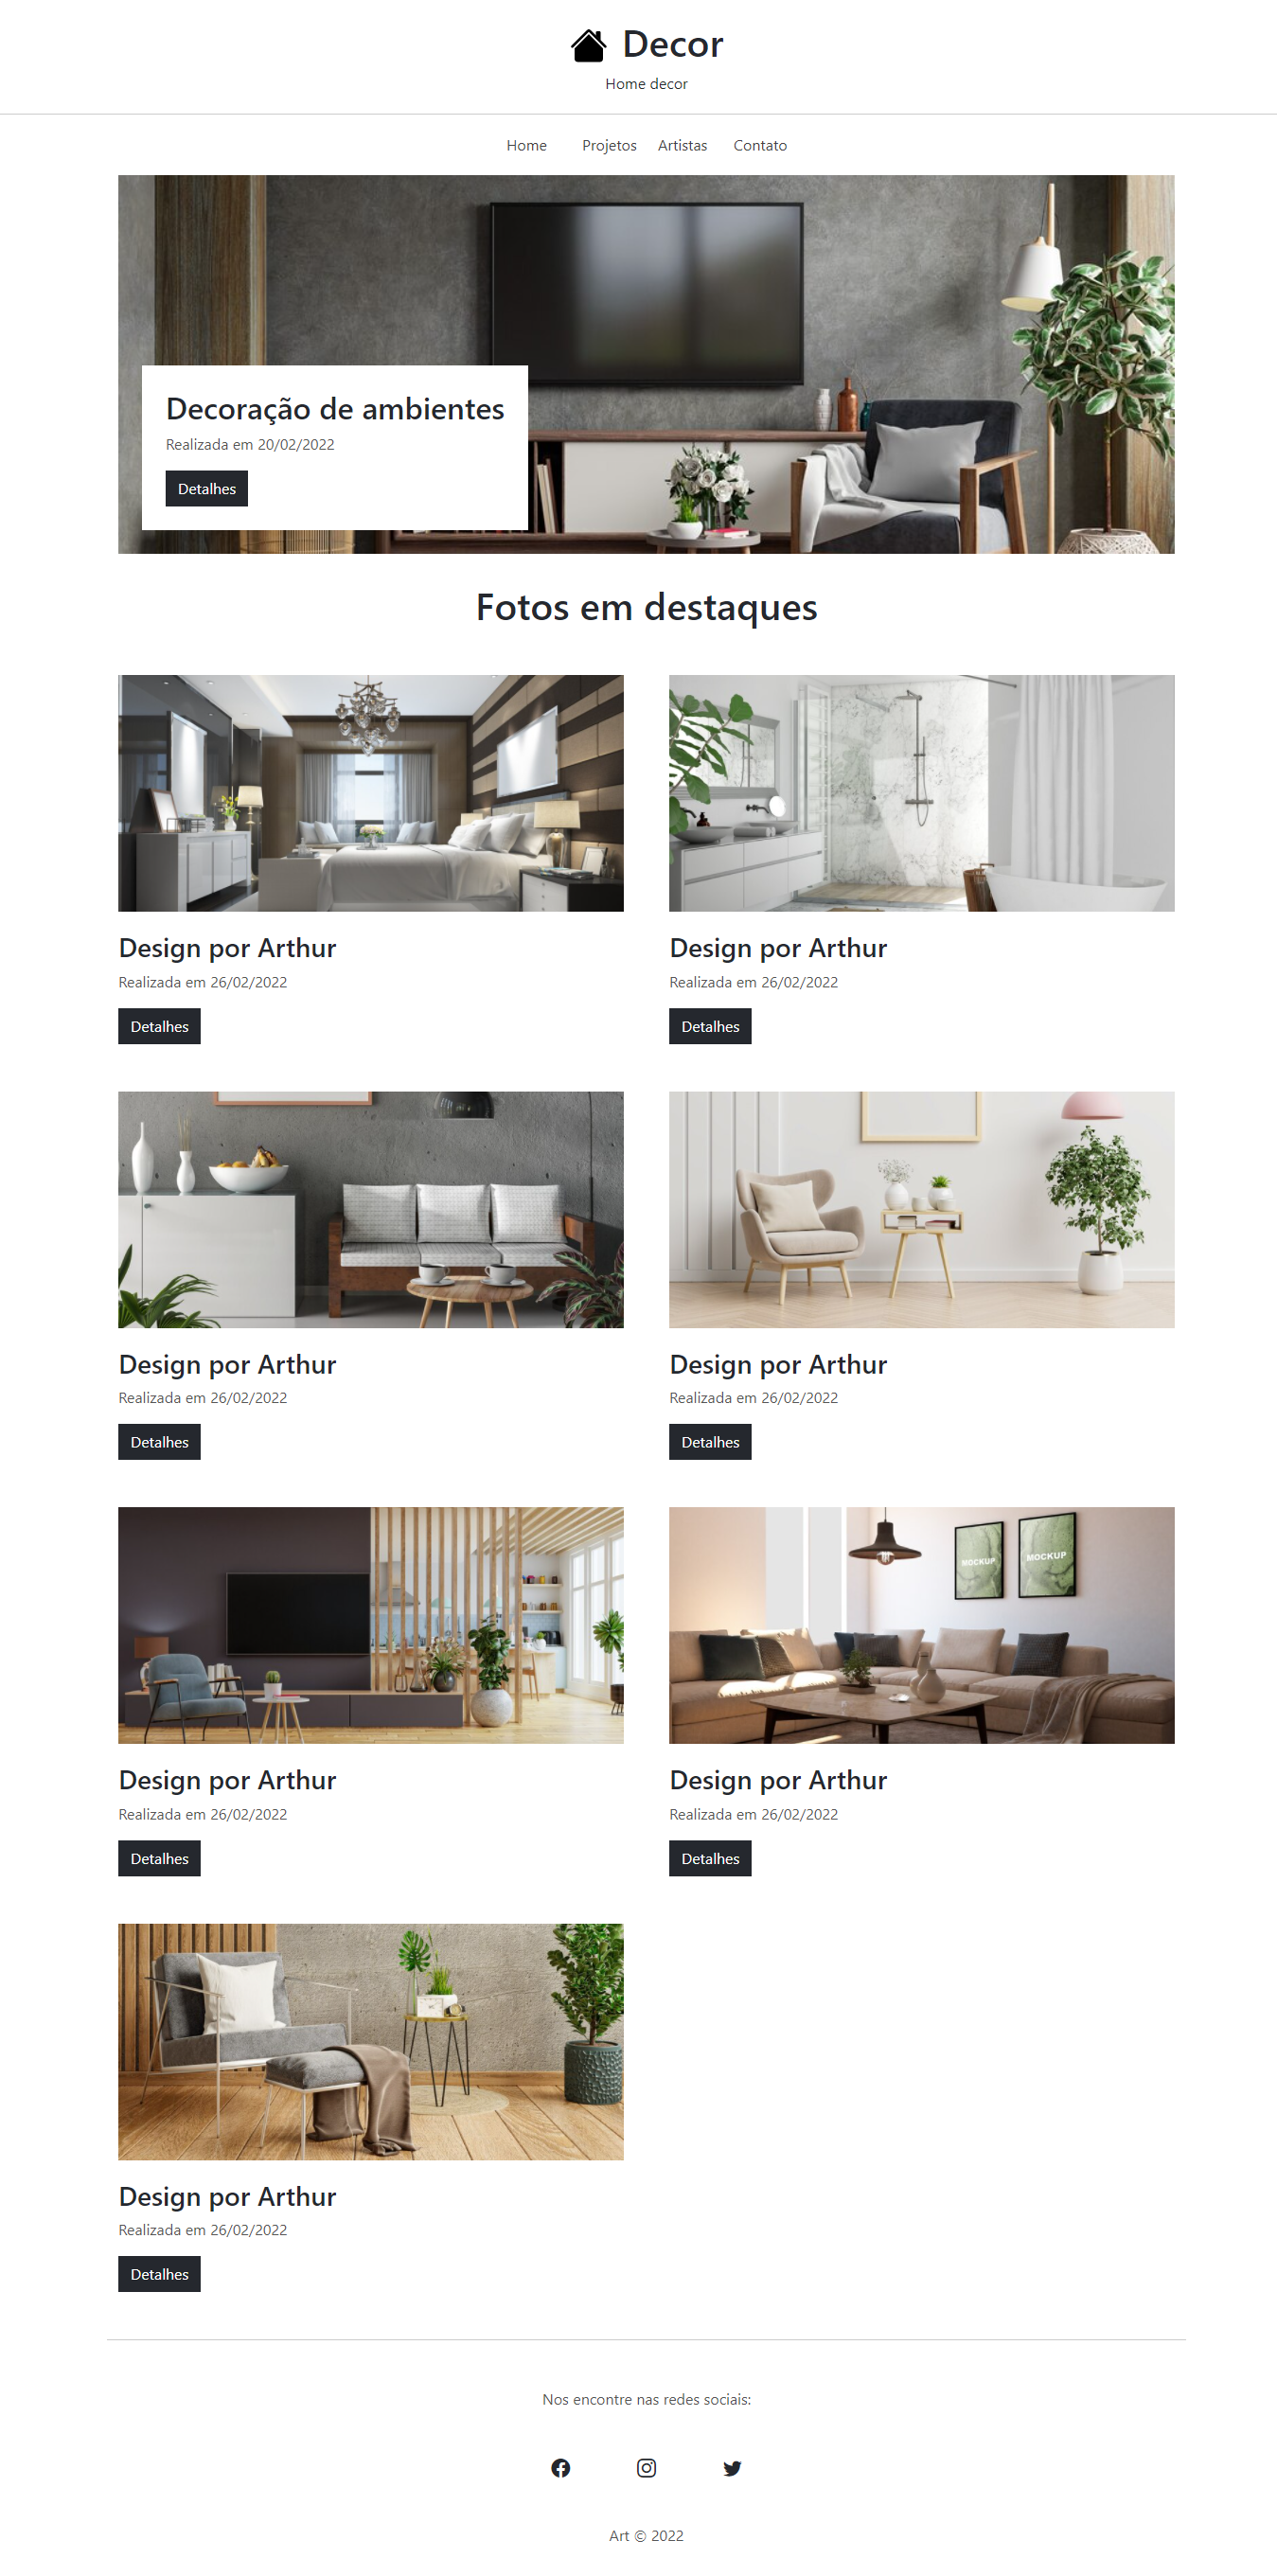 Decor
Home decor
Home Projetos Artistas Contato
Decoração de ambientes
Realizada em 20/02/2022
Detalhes
Fotos em destaques
Design por Arthur
Realizada em 26/02/2022
Detalhes
Design por Arthur
Realizada em 26/02/2022
Detalhes
Design por Arthur
Realizada em 26/02/2022
Detalhes
Design por Arthur
Realizada em 26/02/2022
Detalhes
MOCKUP
MOCKUP
Design por Arthur
Realizada em 26/02/2022
Detalhes
Design por Arthur
Realizada em 26/02/2022
Detalhes
Design por Arthur
Realizada em 26/02/2022
Detalhes
Nos encontre nas redes sociais:
Art © 2022